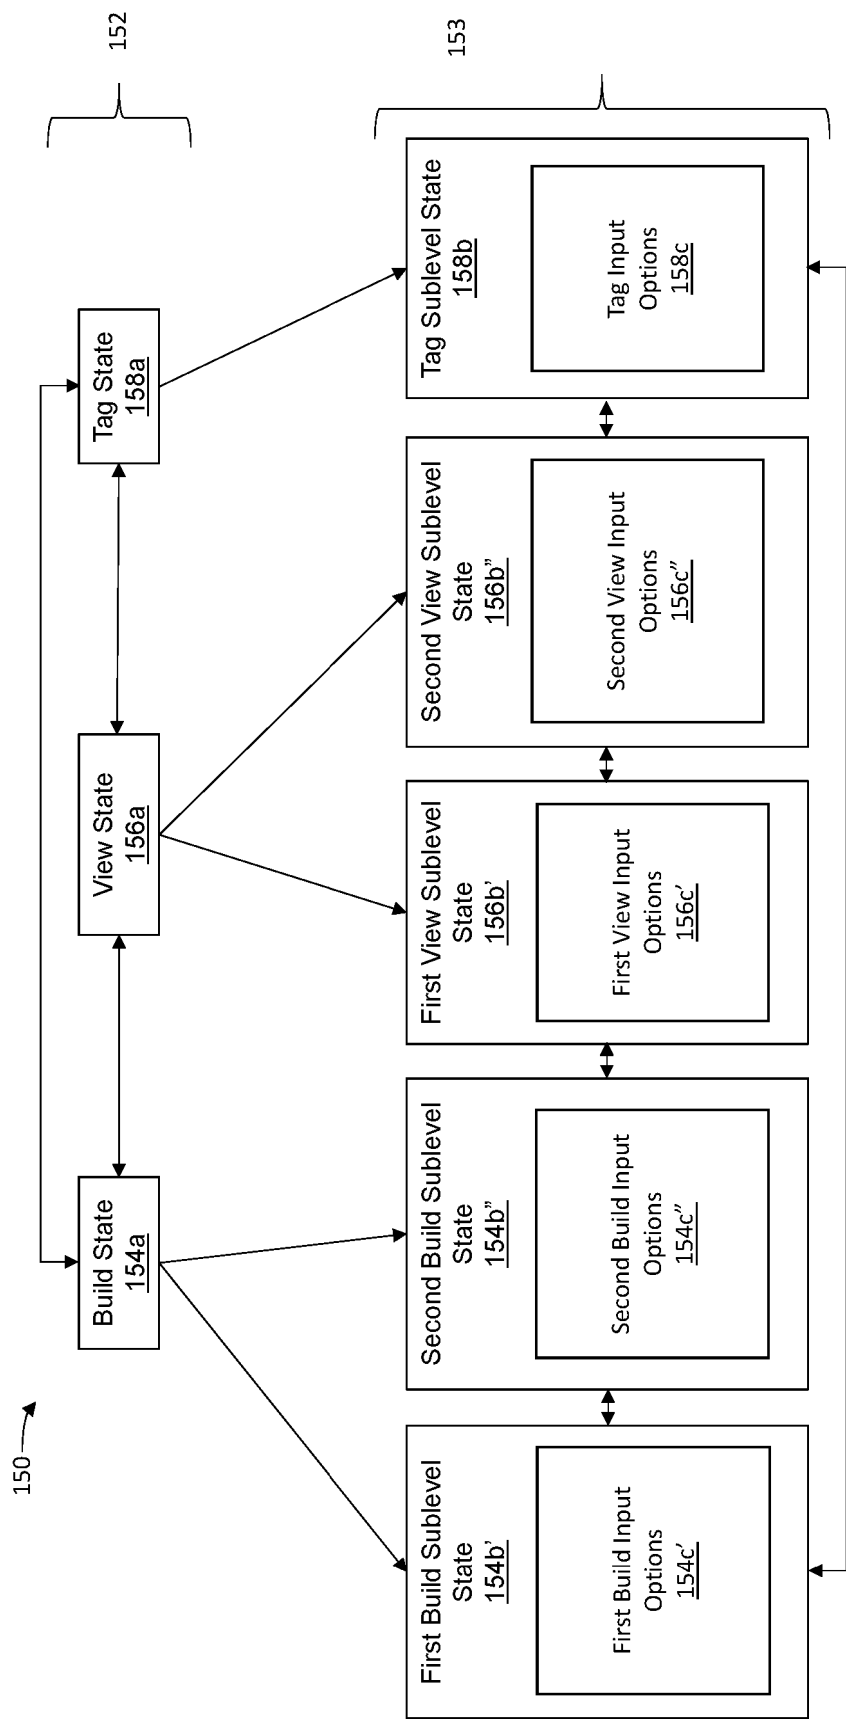 150
152
Build State
154a
View State
156a
Tag State
158a
153
First Build Sublevel
State
154b'
First Build Input
Options
154c'
Second Build Sublevel
State
154b"
Second Build Input
Options
154c"
First View Sublevel
State
156b'
First View Input
Options
156c'
Second View Sublevel
State
156b"
Second View Input
Options
156c"
Tag Sublevel State
158b
Tag Input
Options
158c